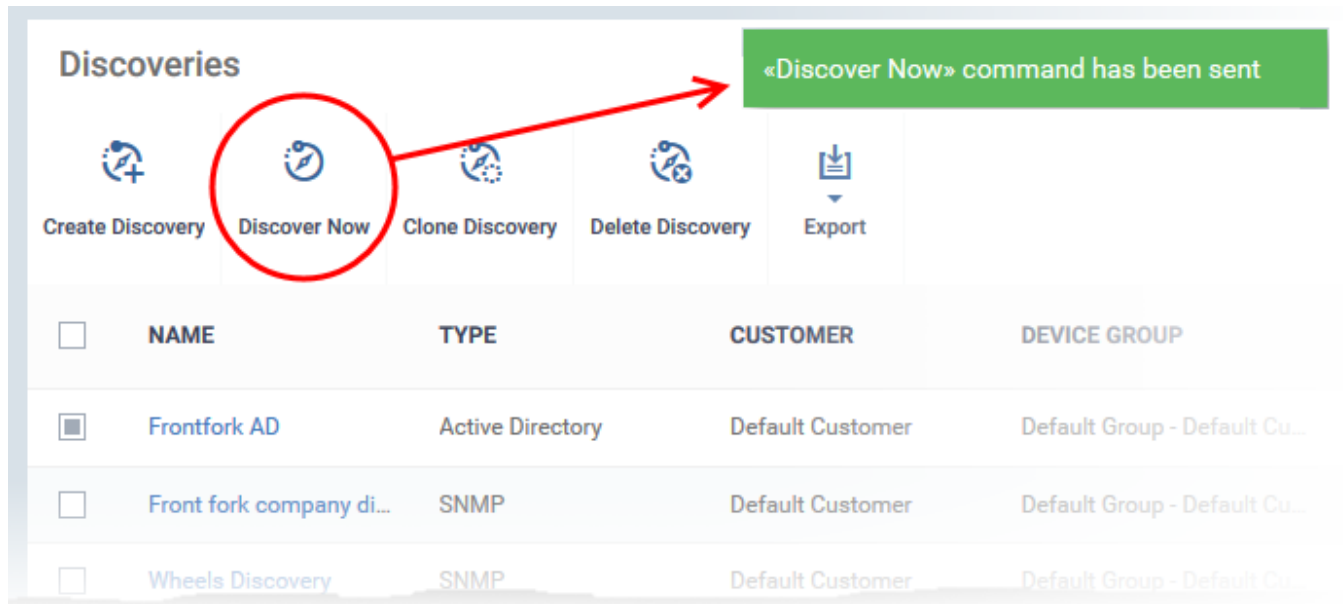 Discoveries
«Discover Now» command has been sent
Create Discovery Discover Now Clone Discovery Delete Discovery Export
NAME TYPE CUSTOMER DEVICE GROUP
Frontfork AD Active Directory Default Customer Default Group - Default Cu...
Front fork company di... SNMP Default Customer Default Group - Default Cu...
Wheels Discovery SNMP Default Customer Default Group - Default Cu...